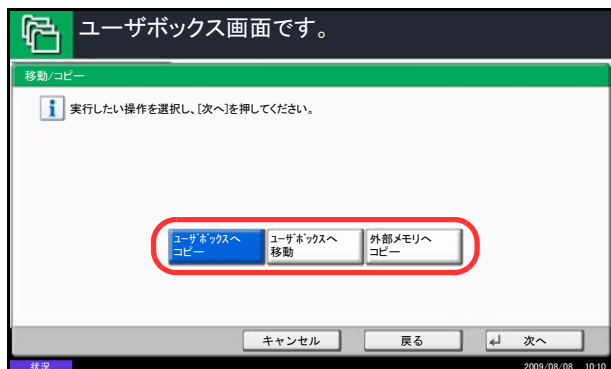 ユーザボックス画面です。
移動/コピー
実行したい操作を選択し、[次へ]を押してください。
ﾕｰｻﾞﾎﾞｯｸｽへ
コピー
ﾕｰｻﾞﾎﾞｯｸｽへ
移動
外部メモリへ
コピー
キャンセル
戻る
次へ
状況
2009/08/08 10:10